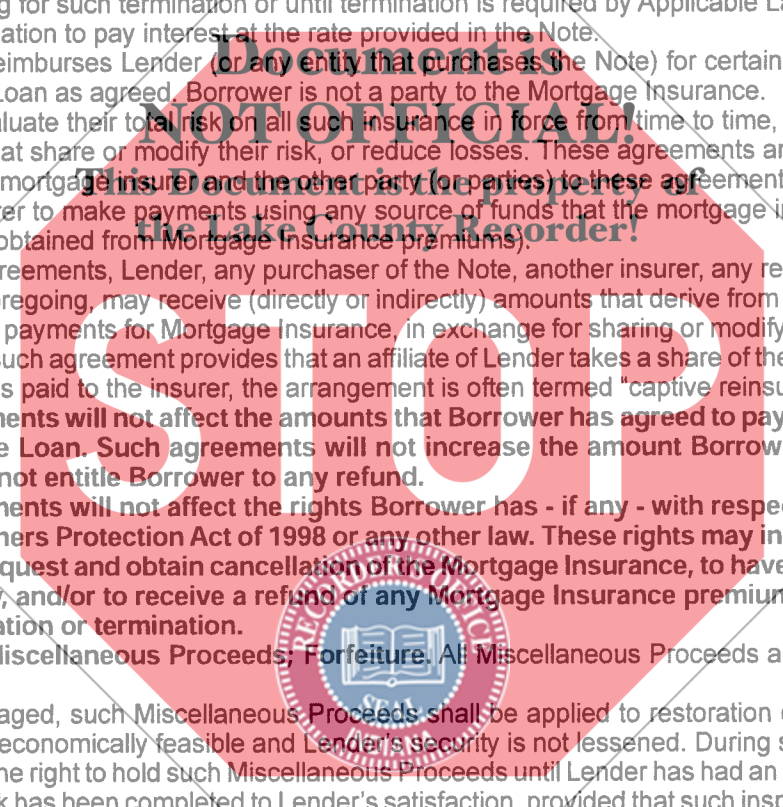 g for such termination or until termination is required by Applicable La
ation to pay interest at the rate provided in the Note.
Document is
eimburses Lender (or any entity that purchases the Note) for certain
Loan as agreed. Borrower is not a party to the Mortgage Insurance.
NOT OFFICIAL!
aluate their total risk on all such insurance in force from time to time,
at share or modify their risk, or reduce losses. These agreements ar
This Document is the property of
mortgage insurer and the other party (or parties) to these agreement
er to make payments using any source of funds that the mortgage i
the Lake County Recorder!
obtained from Mortgage Insurance premiums).
reements, Lender, any purchaser of the Note, another insurer, any re
regoing, may receive (directly or indirectly) amounts that derive from
payments for Mortgage Insurance, in exchange for sharing or modify
such agreement provides that an affiliate of Lender takes a share of the
s paid to the insurer, the arrangement is often termed "captive reinsu
STOP
ments will not affect the amounts that Borrower has agreed to pay
e Loan. Such agreements will not increase the amount Borrow
not entitle Borrower to any refund.
ments will not affect the rights Borrower has - if any - with respe
ners Protection Act of 1998 or any other law. These rights may in
quest and obtain cancellation of the Mortgage Insurance, to have
, and/or to receive a refund of any Mortgage Insurance premium
ation or termination.
RECORDER'S OFFICE
SEAL
Miscellaneous Proceeds; Forfeiture. All Miscellaneous Proceeds a
aged, such Miscellaneous Proceeds shall be applied to restoration
economically feasible and Lender's security is not lessened. During s
he right to hold such Miscellaneous Proceeds until Lender has had an
k has been completed to Lender's satisfaction, provided that such insp